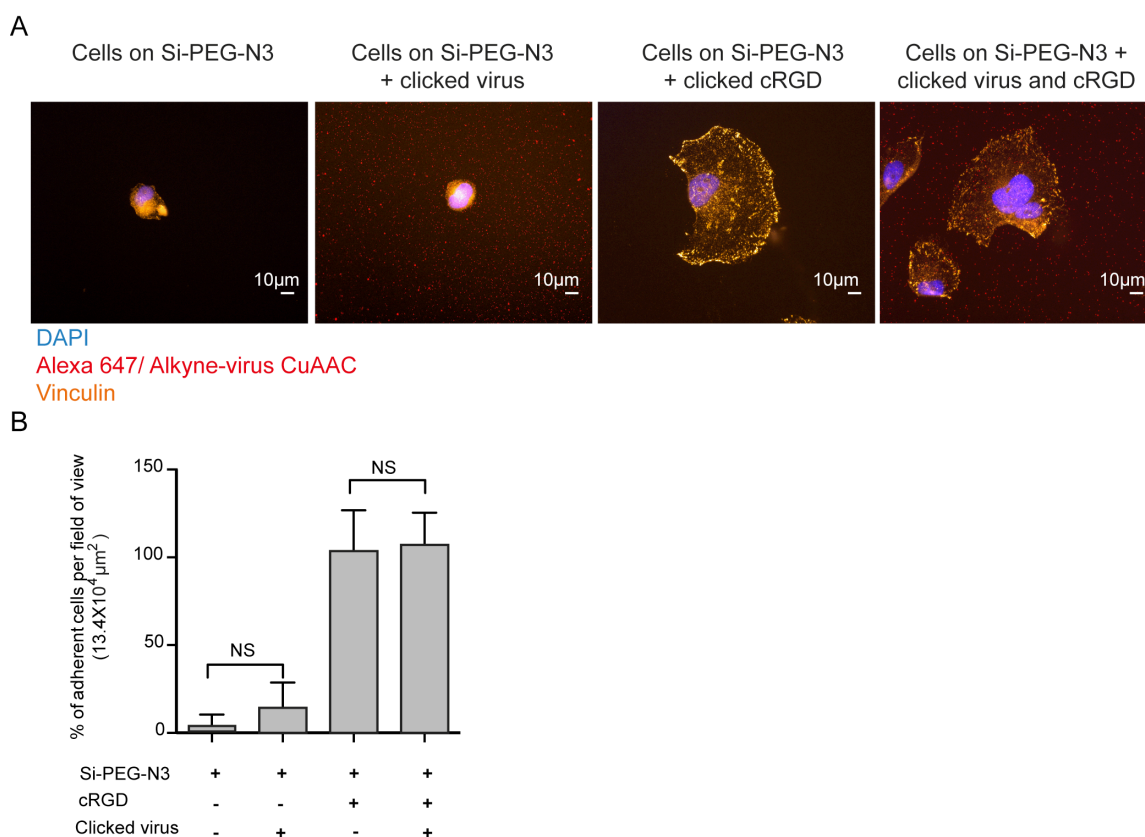 A
Cells on Si-PEG-N3
Cells on Si-PEG-N3
+ clicked virus
Cells on Si-PEG-N3
+ clicked cRGD
Cells on Si-PEG-N3 +
clicked virus and cRGD
10µm
10µm
10µm
10µm
DAPI
Alexa 647/ Alkyne-virus CuAAC
Vinculin
B
% of adherent cells per field of view
(13.4X10⁴µm²)
150
100
50
0
NS
NS
Si-PEG-N3 + + + +
cRGD - - + +
Clicked virus - + - +